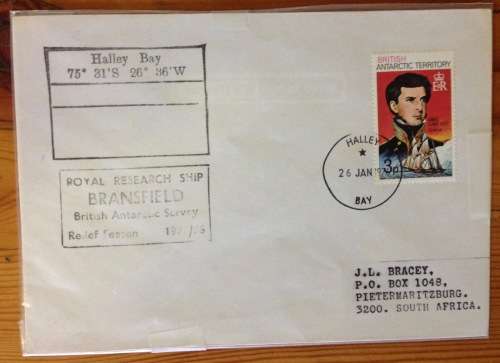 Halley Bay
75° 31'S 26° 36'W
ROYAL RESEARCH SHIP
BRANSFIELD
British Antarctic Survey
Relief Season
BRITISH
ANTARCTIC TERRITORY
E R
3p
HALLEY
26 JAN
BAY
J.L. BRACEY,
P.O. BOX 1048,
PIETERMARITZBURG.
3200. SOUTH AFRICA.